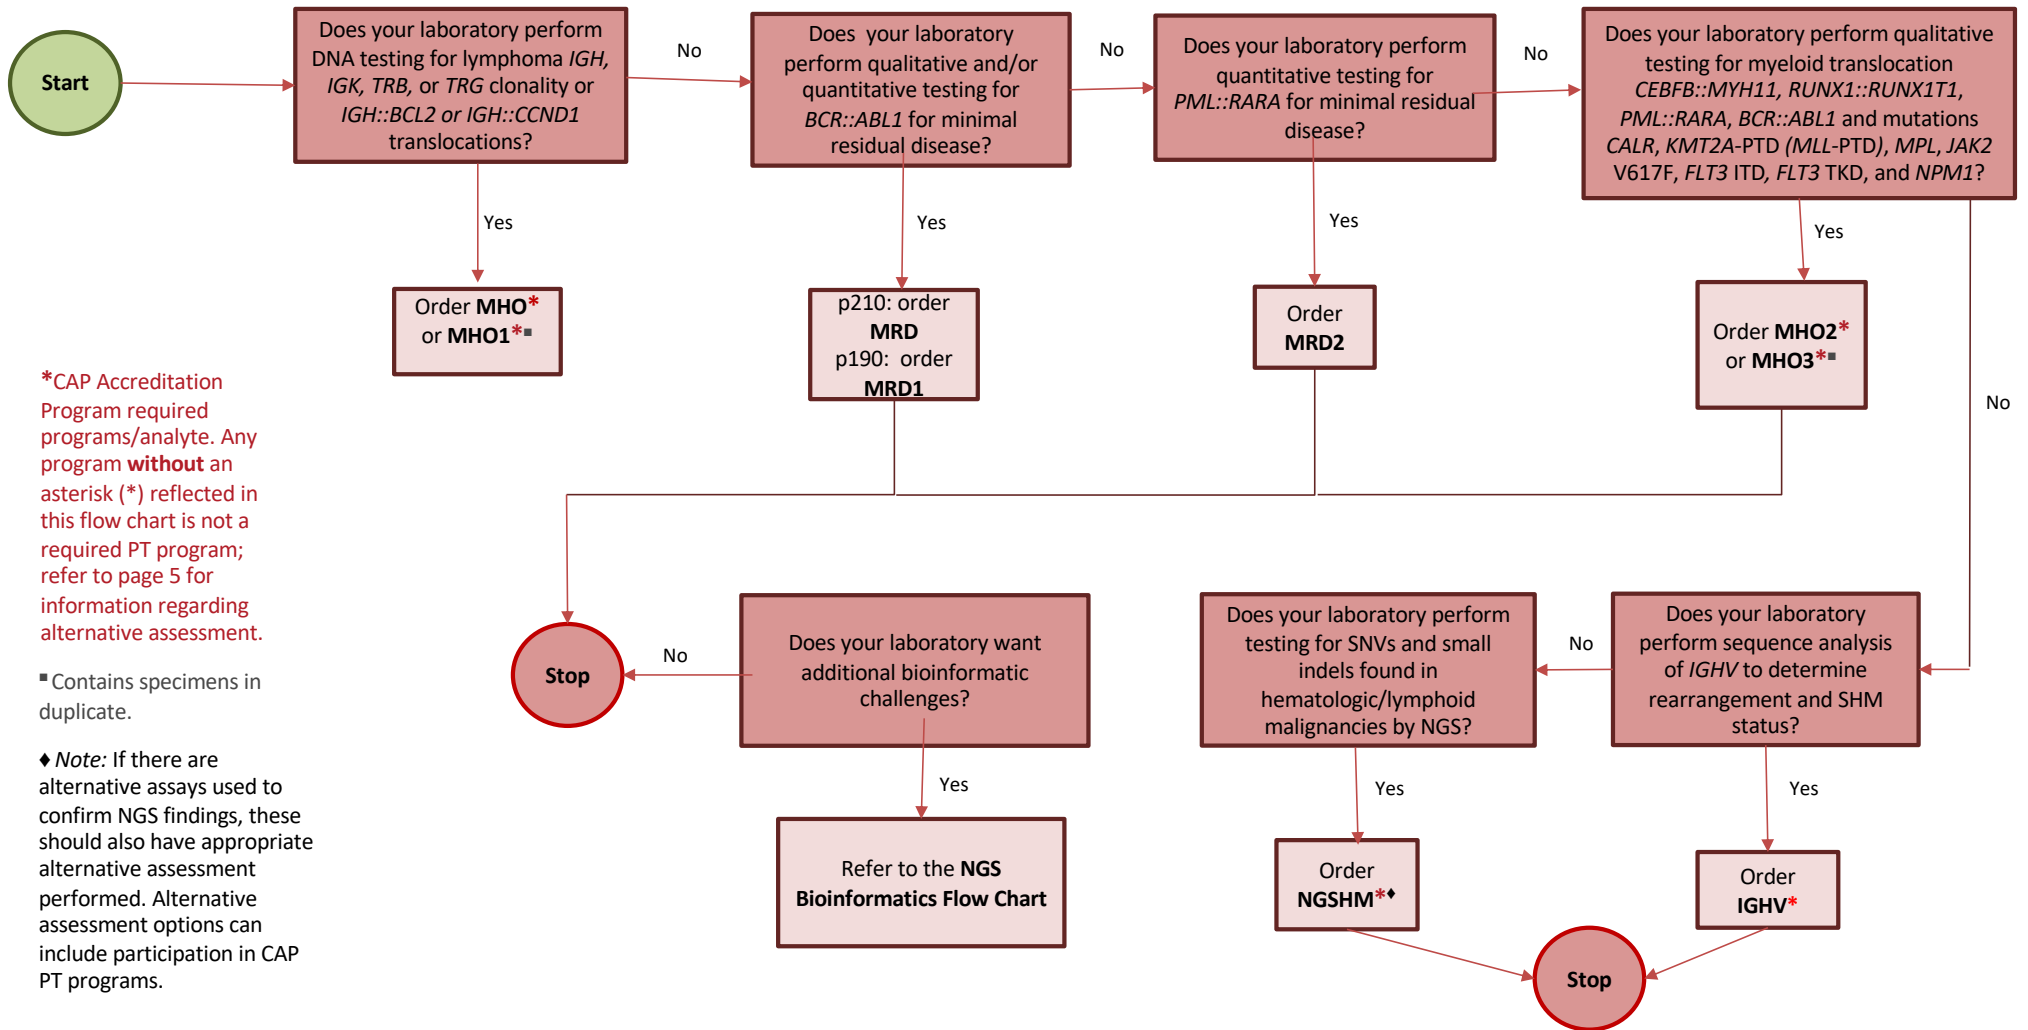 Start
Does your laboratory perform
DNA testing for lymphoma IGH,
IGK, TRB, or TRG clonality or
IGH::BCL2 or IGH::CCND1
translocations?
No
Does your laboratory
perform qualitative and/or
quantitative testing for
BCR::ABL1 for minimal
residual disease?
No
Does your laboratory perform
quantitative testing for
PML::RARA for minimal residual
disease?
No
Does your laboratory perform qualitative
testing for myeloid translocation
CEBFB::MYH11, RUNX1::RUNX1T1,
PML::RARA, BCR::ABL1 and mutations
CALR, KMT2A-PTD (MLL-PTD), MPL, JAK2
V617F, FLT3 ITD, FLT3 TKD, and NPM1?
Yes
Yes
Yes
Yes
Order MHO*
or MHO1*■
p210: order
MRD
p190: order
MRD1
Order
MRD2
Order MHO2*
or MHO3*■
No
*CAP Accreditation
Program required
programs/analyte. Any
program without an
asterisk (*) reflected in
this flow chart is not a
required PT program;
refer to page 5 for
information regarding
alternative assessment.
■ Contains specimens in
duplicate.
♦ Note: If there are
alternative assays used to
confirm NGS findings, these
should also have appropriate
alternative assessment
performed. Alternative
assessment options can
include participation in CAP
PT programs.
Stop
No
Does your laboratory want
additional bioinformatic
challenges?
Does your laboratory perform
testing for SNVs and small
indels found in
hematologic/lymphoid
malignancies by NGS?
No
Does your laboratory
perform sequence analysis
of IGHV to determine
rearrangement and SHM
status?
Yes
Yes
Yes
Refer to the NGS
Bioinformatics Flow Chart
Order
NGSHM*♦
Order
IGHV*
Stop